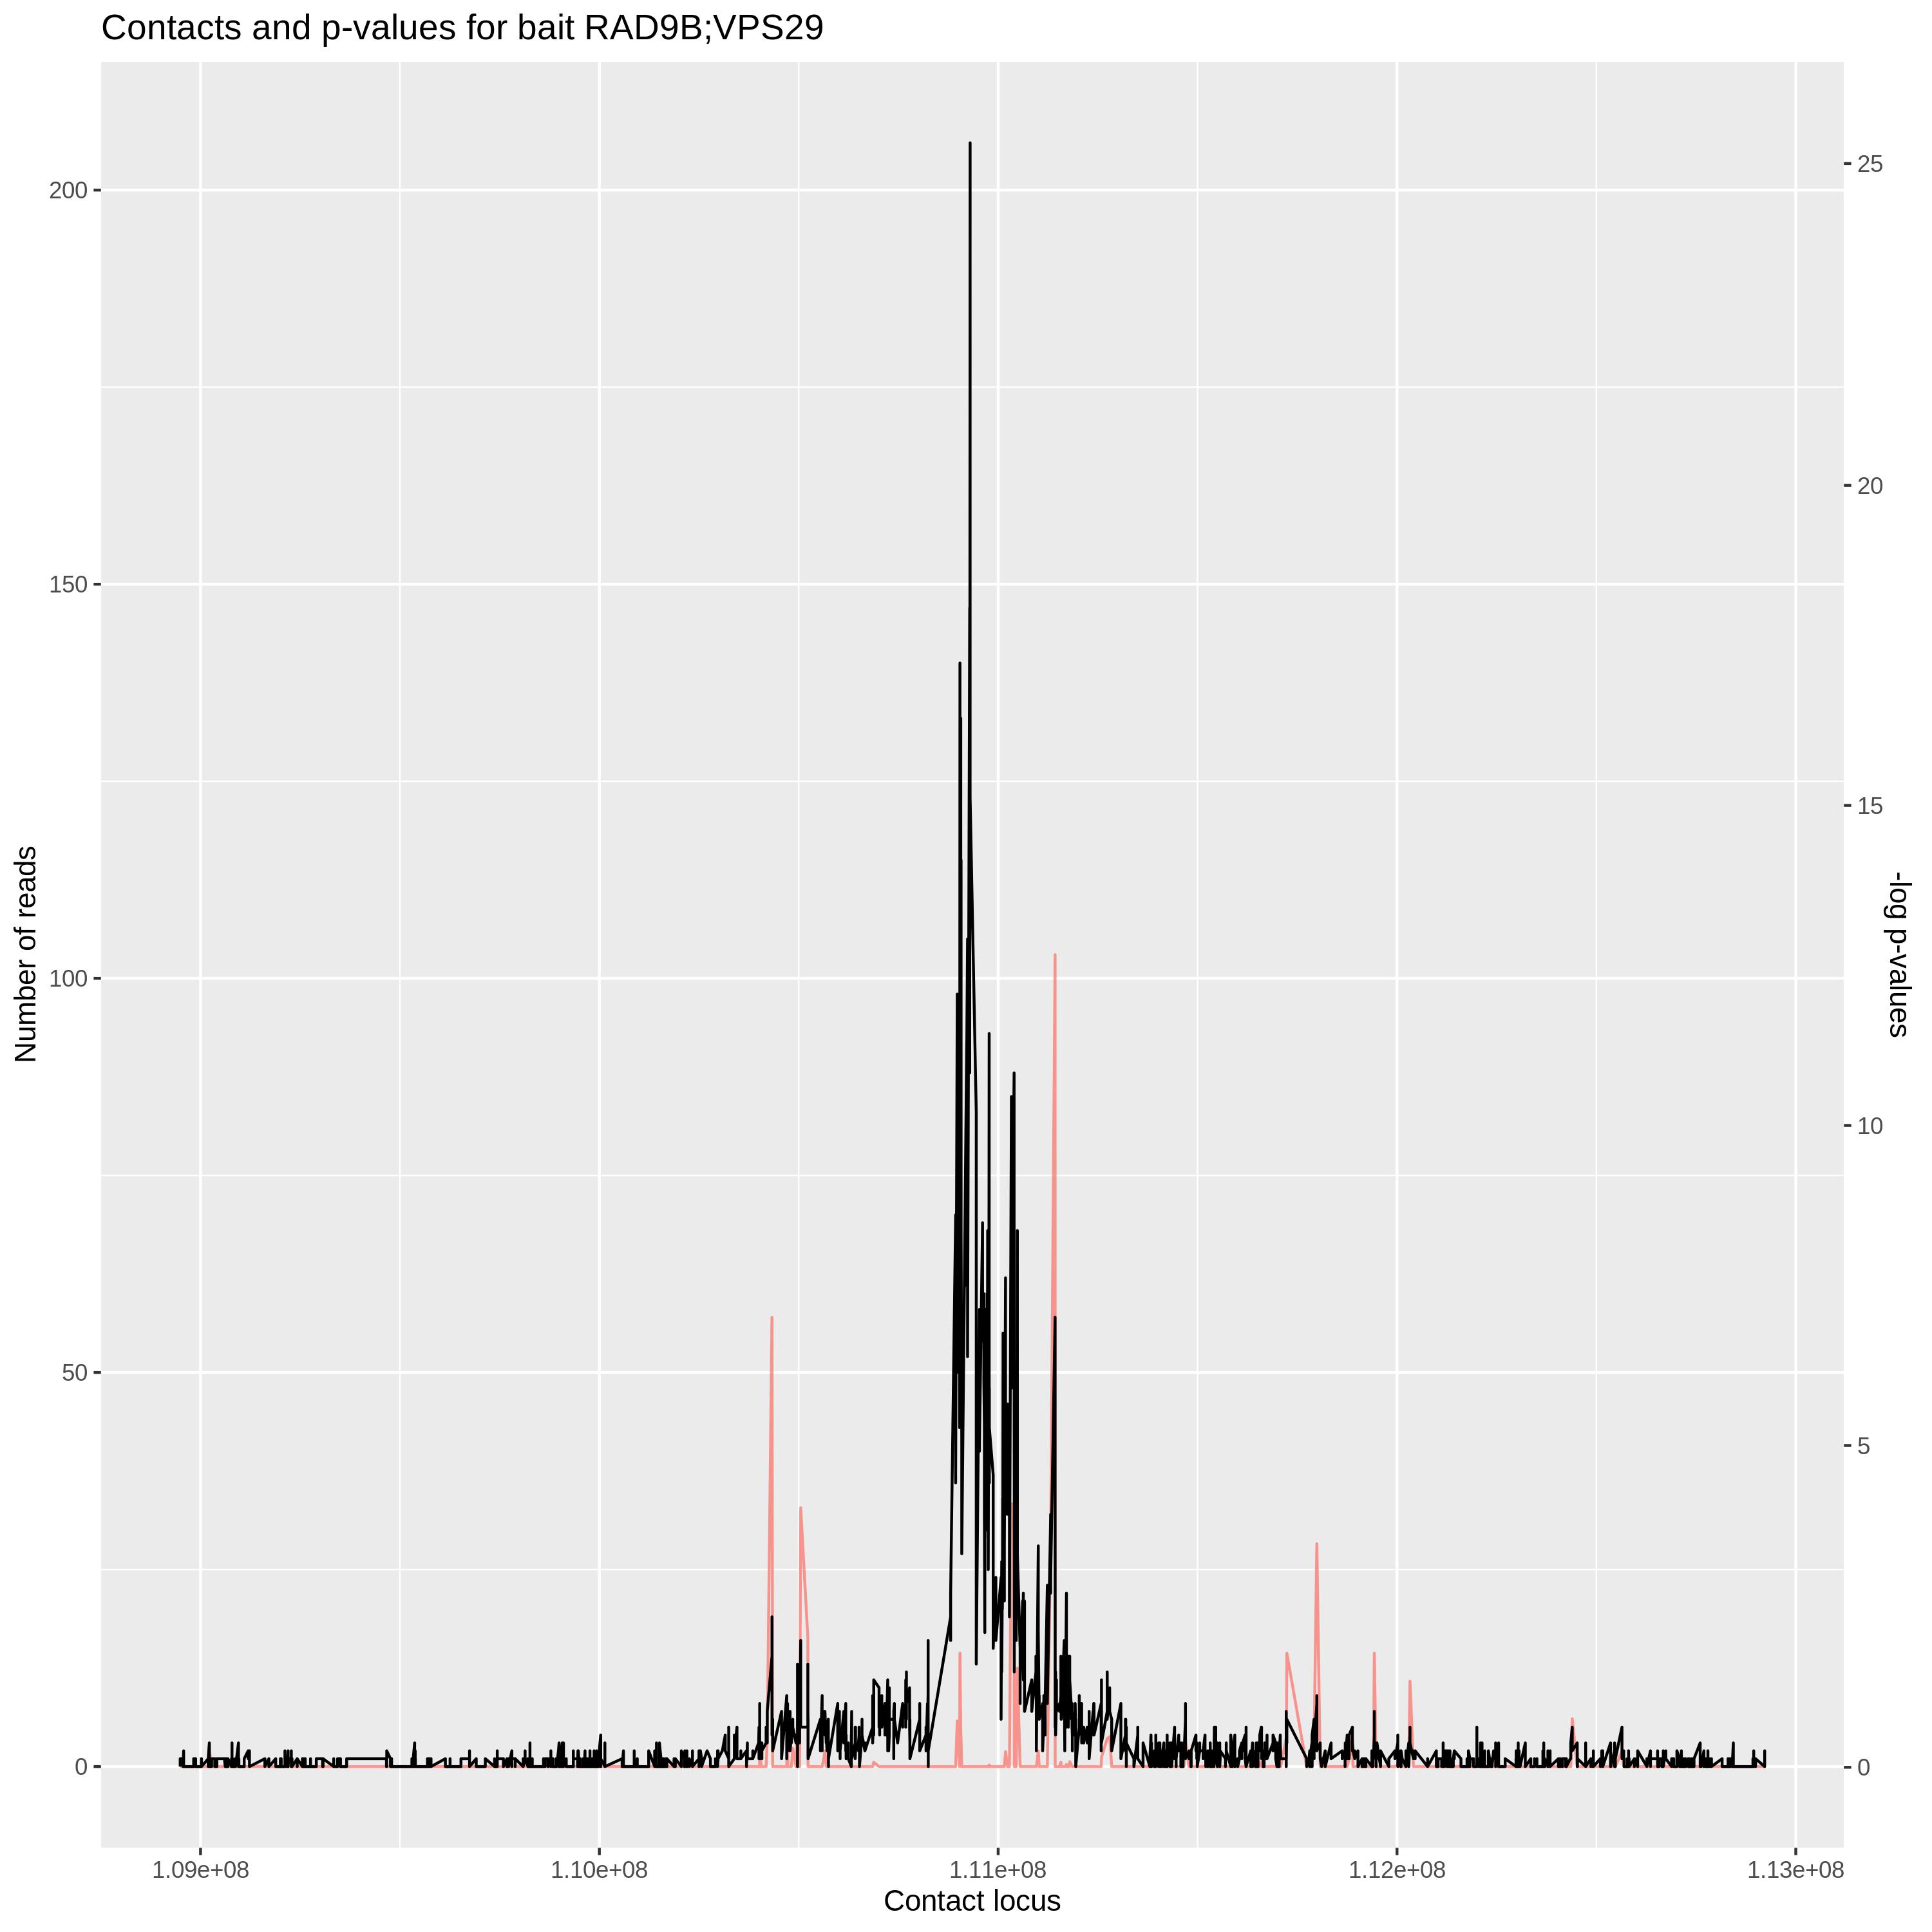 Contacts and p-values for bait RAD9B;VPS29
200
150
100
50
0
Number of reads
25
20
15
10
5
0
-log p-values
1.09e+08
1.10e+08
1.11e+08
1.12e+08
1.13e+08
Contact locus